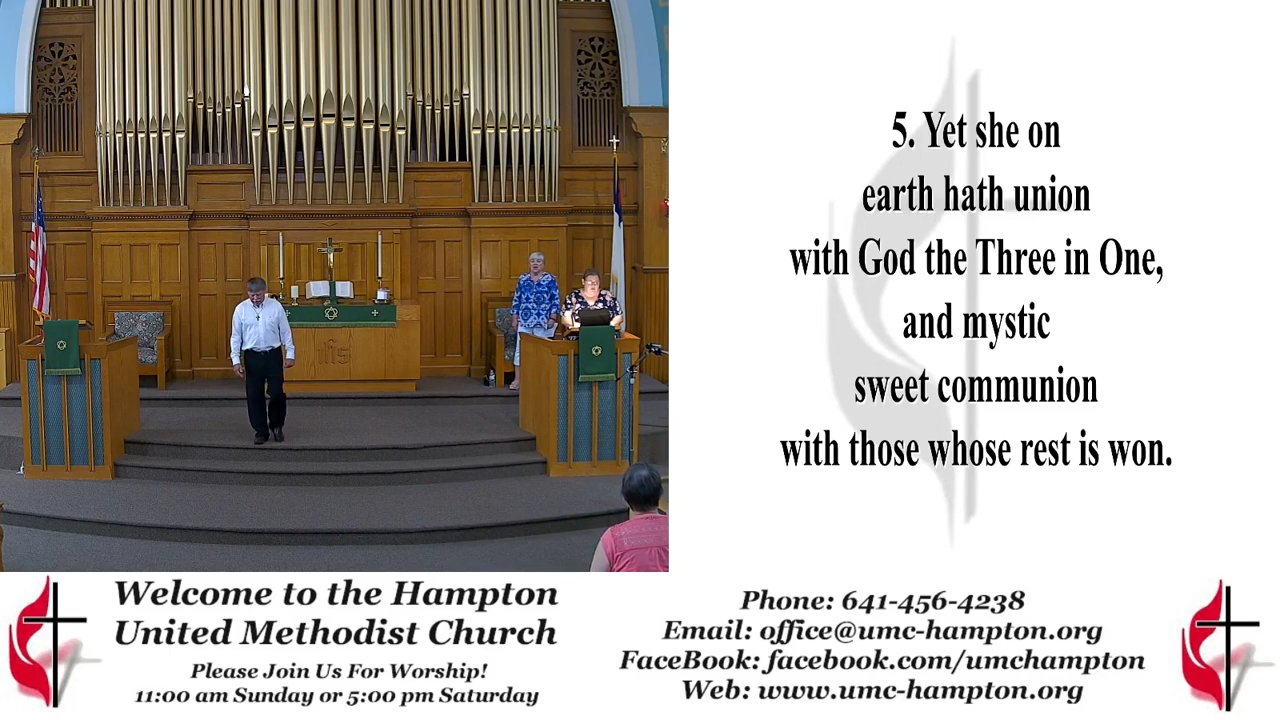 5. Yet she on
earth hath union
with God the Three in One,
and mystic
sweet communion
with those whose rest is won.
ihs
Welcome to the Hampton
United Methodist Church
Please Join Us For Worship!
11:00 am Sunday or 5:00 pm Saturday
Phone: 641-456-4238
Email: office@umc-hampton.org
FaceBook: facebook.com/umchampton
Web: www.umc-hampton.org